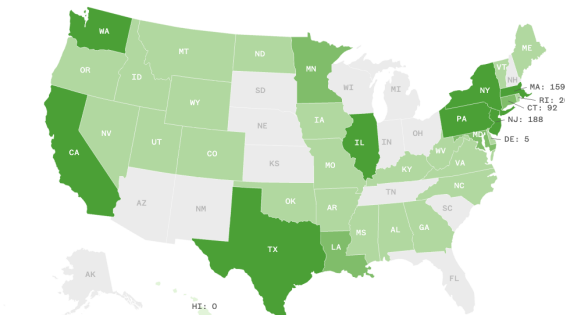 WA
ME
MT
ND
VT
OR
ID
MN
NH
WI
SD
MI
NY
MA: 159
WY
RI: 2
CT: 92
IA
PA
NJ: 188
NE
NV
OH
MD
DE: 5
UT
IL
IN
CA
CO
WV
KS
MO
VA
KY
NC
TN
OK
AZ
NM
AR
SC
MS
AL
GA
TX
LA
AK
FL
HI: 0